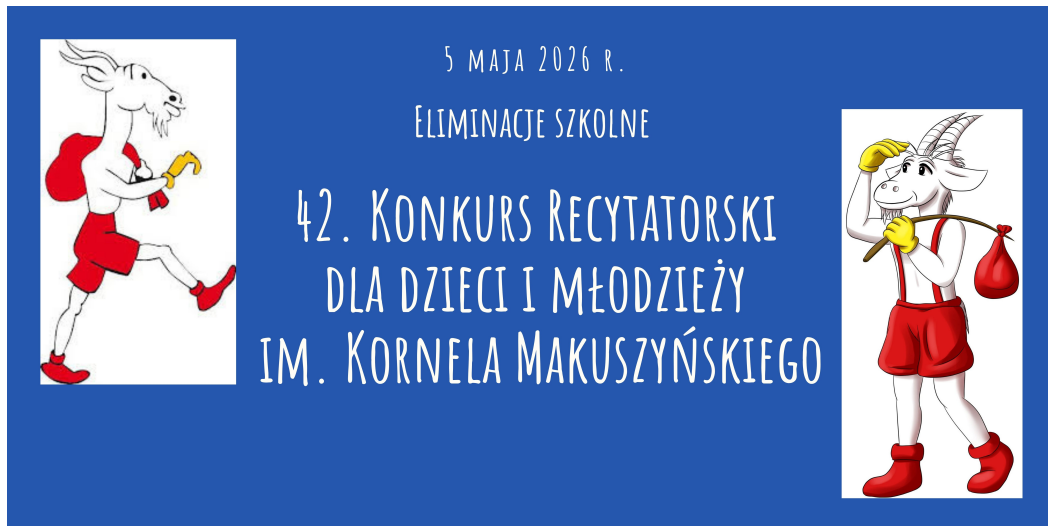 5 maja 2026 r.
Eliminacje szkolne
42. Konkurs Recytatorski
dla dzieci i młodzieży
im. Kornela Makuszyńskiego